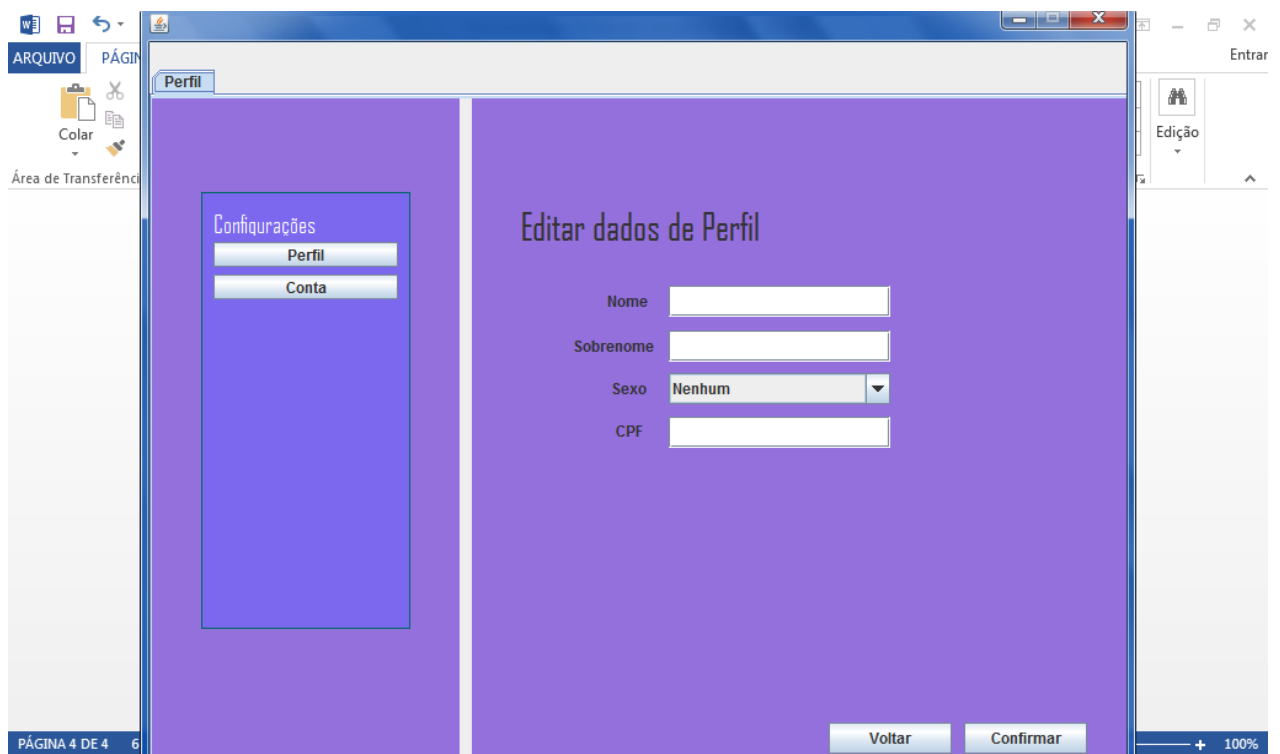 ARQUIVO
PÁGIN
Entrar
Perfil
Colar
Edição
Área de Transferênci
Configurações
Perfil
Conta
Editar dados de Perfil
Nome
Sobrenome
Sexo
Nenhum
CPF
Voltar
Confirmar
PÁGINA 4 DE 4
6
100%